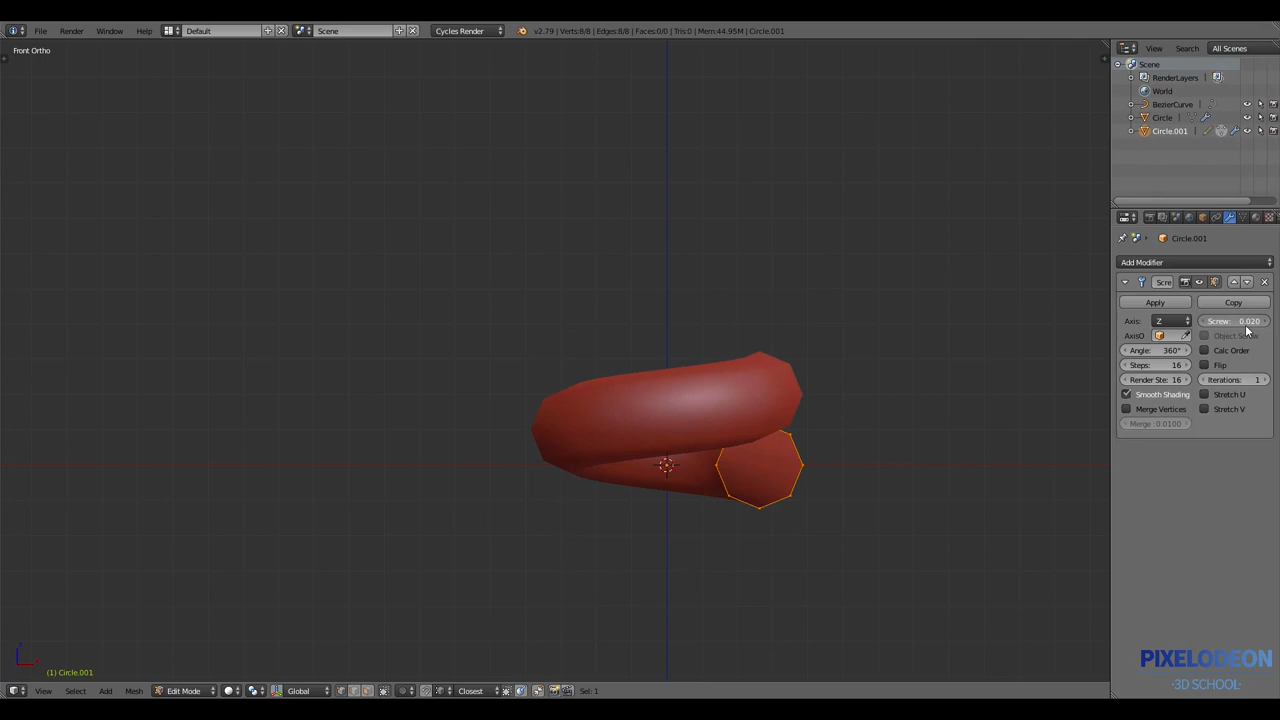 File Render Window Help Default Scene Cycles Render v2.79 | Verts:8/8 | Edges:8/8 | Faces:0/0 | Tris:0 | Mem:44.95M | Circle.001
Front Ortho
View Search All Scenes
Scene
RenderLayers
World
BezierCurve
Circle
Circle.001
Circle.001
Add Modifier
Scre
Apply Copy
Axis: Z Screw: 0.020
AxisO Object Screw
Angle: 360° Calc Order
Steps: 16 Flip
Render Ste: 16 Iterations: 1
Smooth Shading Stretch U
Merge Vertices Stretch V
Merge :0.0100
PIXELODEON
·3D SCHOOL·
(1) Circle.001
View Select Add Mesh Edit Mode Global Closest Sel: 1